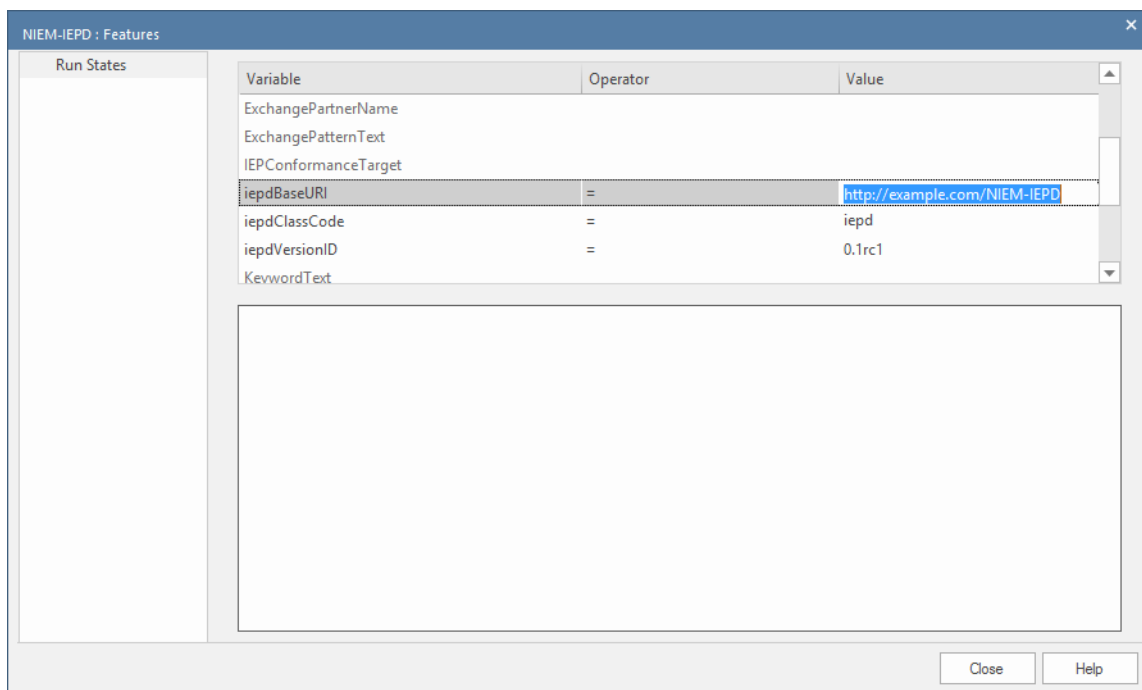 NIEM-IEPD : Features
Run States
Variable Operator Value
ExchangePartnerName
ExchangePatternText
IEPConformanceTarget
iepdBaseURI = http://example.com/NIEM-IEPD
iepdClassCode = iepd
iepdVersionID = 0.1rc1
KeywordText
Close Help